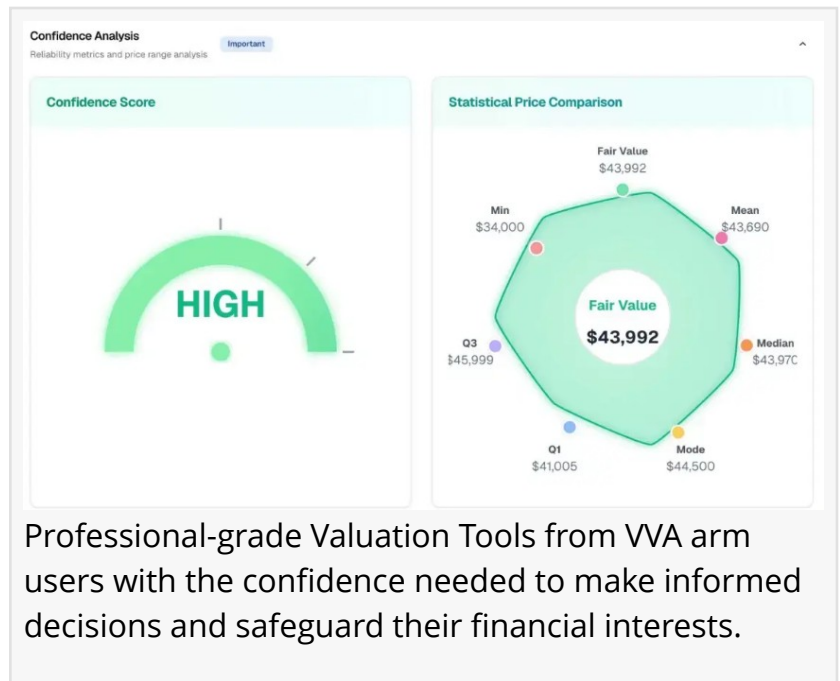 Confidence Analysis
Important
Reliability metrics and price range analysis
Confidence Score
HIGH
Statistical Price Comparison
Fair Value
$43,992
Min
$34,000
Mean
$43,690
Fair Value
$43,992
Q3
$45,999
Median
$43,970
Q1
$41,005
Mode
$44,500
Professional-grade Valuation Tools from VVA arm
users with the confidence needed to make informed
decisions and safeguard their financial interests.